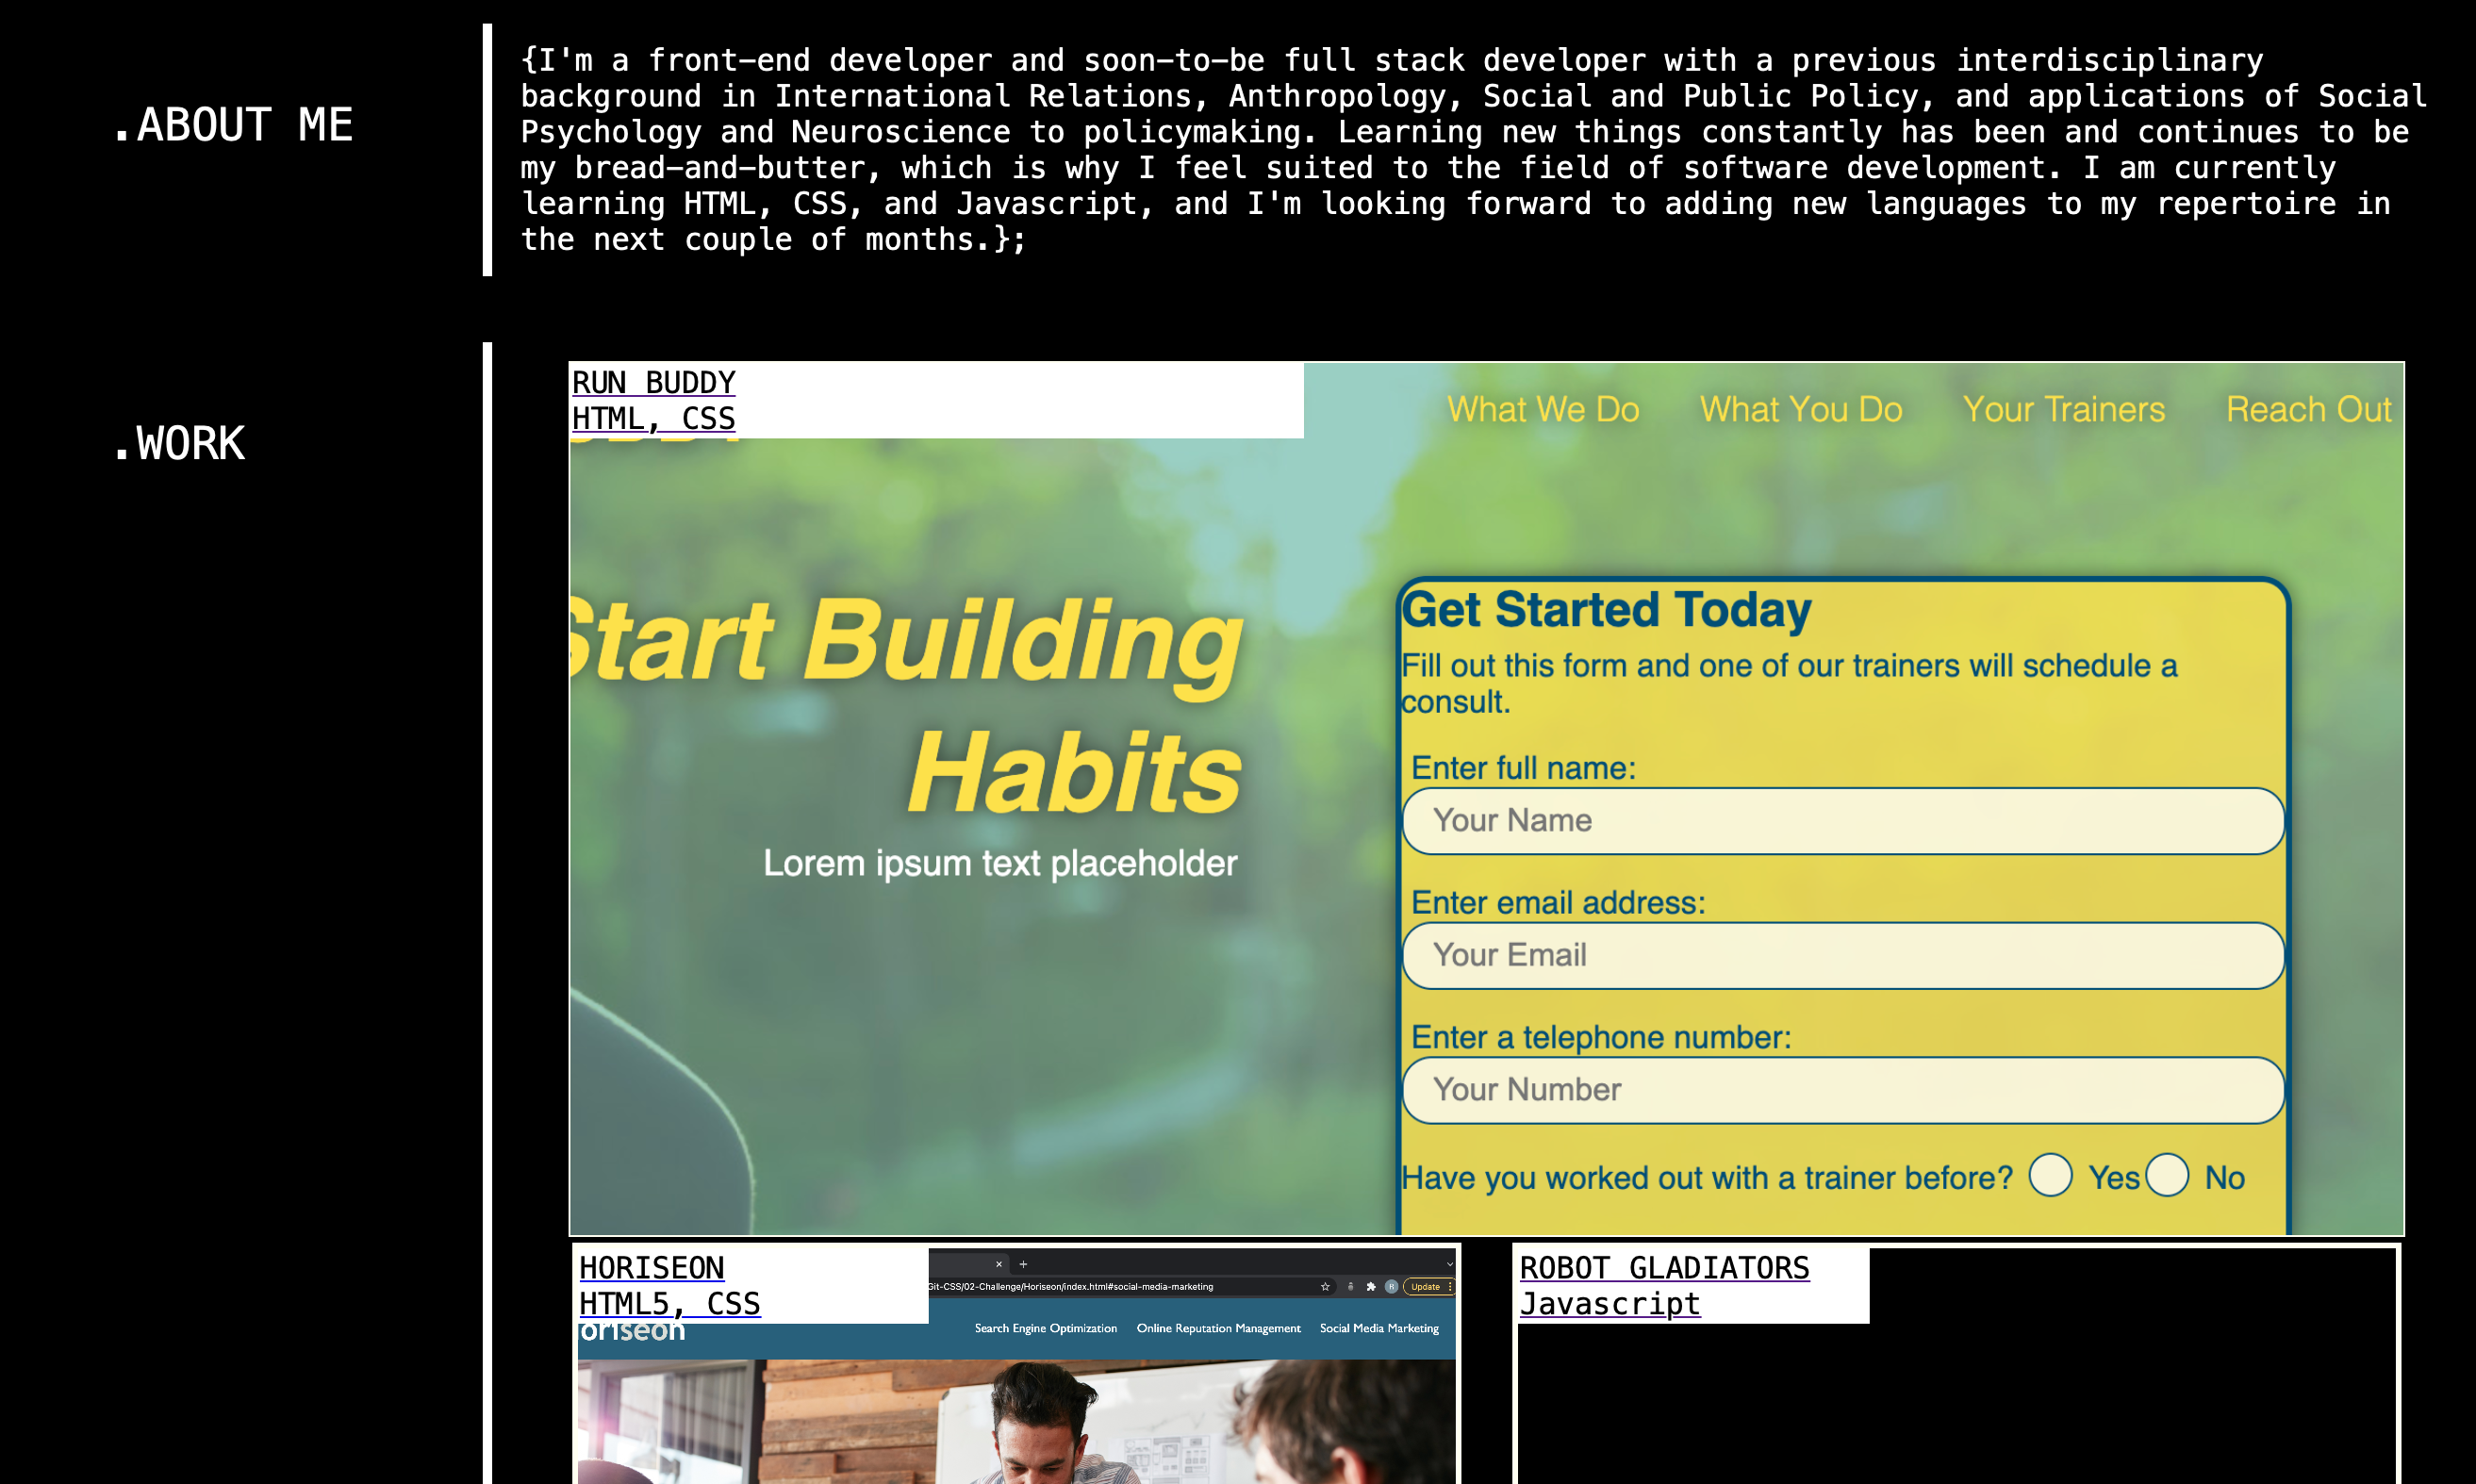 .ABOUT ME
{I'm a front-end developer and soon-to-be full stack developer with a previous interdisciplinary
background in International Relations, Anthropology, Social and Public Policy, and applications of Social
Psychology and Neuroscience to policymaking. Learning new things constantly has been and continues to be
my bread-and-butter, which is why I feel suited to the field of software development. I am currently
learning HTML, CSS, and Javascript, and I'm looking forward to adding new languages to my repertoire in
the next couple of months.};
.WORK
RUN BUDDY
HTML, CSS
What We Do What You Do Your Trainers Reach Out
Start Building
Habits
Lorem ipsum text placeholder
Get Started Today
Fill out this form and one of our trainers will schedule a
consult.
Enter full name:
Your Name
Enter email address:
Your Email
Enter a telephone number:
Your Number
Have you worked out with a trainer before? Yes No
HORISEON
HTML5, CSS
Git-CSS/02-Challenge/Horiseon/index.html#social-media-marketing
R
Update
oriseon
Search Engine Optimization Online Reputation Management Social Media Marketing
ROBOT GLADIATORS
Javascript